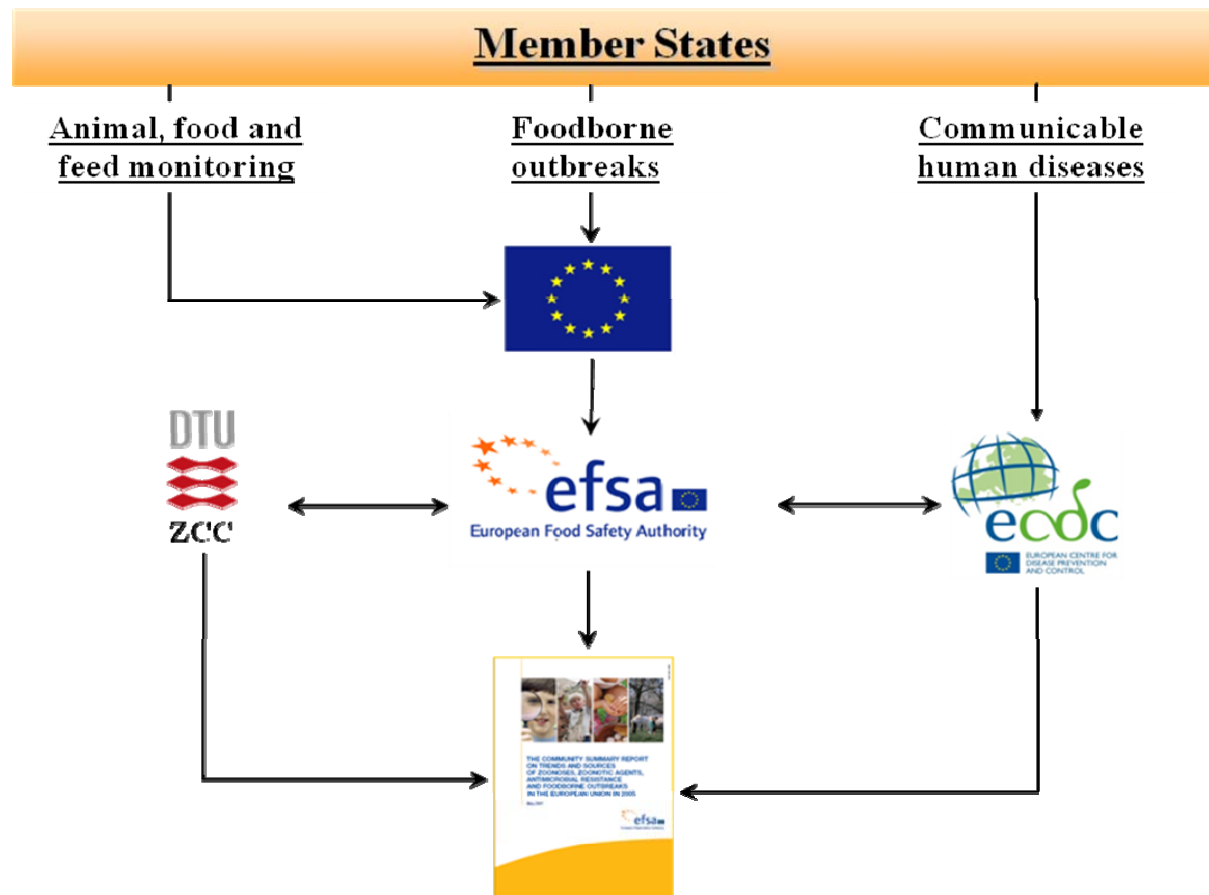 Member States
Animal, food and
feed monitoring
Foodborne
outbreaks
Communicable
human diseases
DTU
ZCC
efsa
European Food Safety Authority
ecdc
EUROPEAN CENTRE FOR
DISEASE PREVENTION
AND CONTROL
THE COMMUNITY SUMMARY REPORT
ON TRENDS AND SOURCES
OF ZOONOSES, ZOONOTIC AGENTS,
ANTIMICROBIAL RESISTANCE
AND FOODBORNE OUTBREAKS
IN THE EUROPEAN UNION IN 2005
efsa